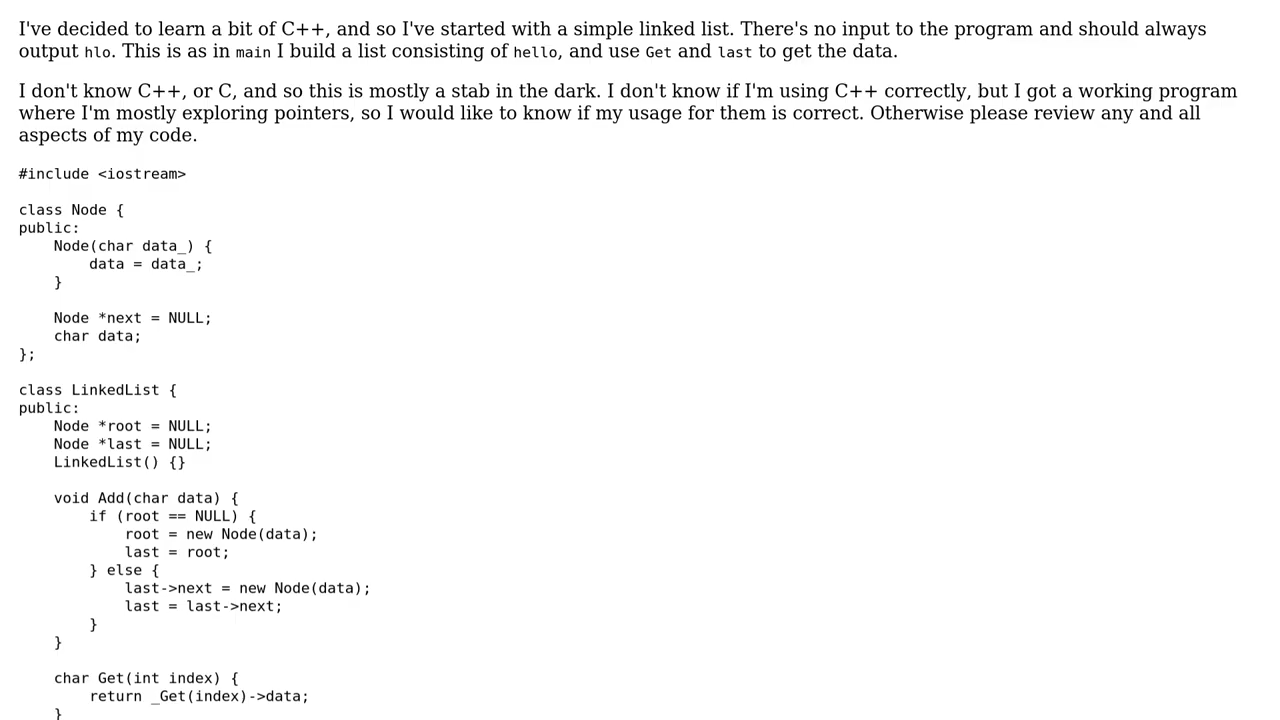 I've decided to learn a bit of C++, and so I've started with a simple linked list. There's no input to the program and should always
output hlo. This is as in main I build a list consisting of hello, and use Get and last to get the data.
I don't know C++, or C, and so this is mostly a stab in the dark. I don't know if I'm using C++ correctly, but I got a working program
where I'm mostly exploring pointers, so I would like to know if my usage for them is correct. Otherwise please review any and all
aspects of my code.
#include <iostream>
class Node {
public:
    Node(char data_) {
        data = data_;
    }
    Node *next = NULL;
    char data;
};
class LinkedList {
public:
    Node *root = NULL;
    Node *last = NULL;
    LinkedList() {}
    void Add(char data) {
        if (root == NULL) {
            root = new Node(data);
            last = root;
        } else {
            last->next = new Node(data);
            last = last->next;
        }
    }
    char Get(int index) {
        return _Get(index)->data;
    }